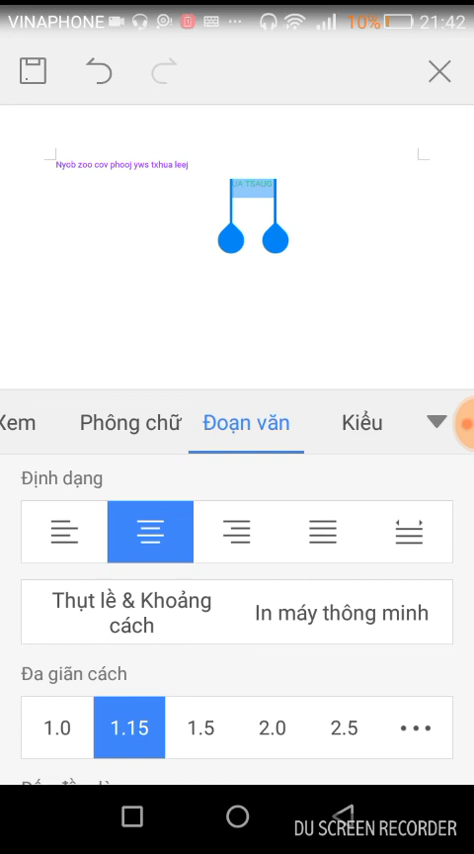 VINAPHONE 10% 21:42
Nyob zoo cov phooj yws txhua leej
UA TSAUG
Xem Phông chữ Đoạn văn Kiểu
Định dạng
Thụt lề & Khoảng cách
In máy thông minh
Đa giãn cách
1.0 1.15 1.5 2.0 2.5
DU SCREEN RECORDER